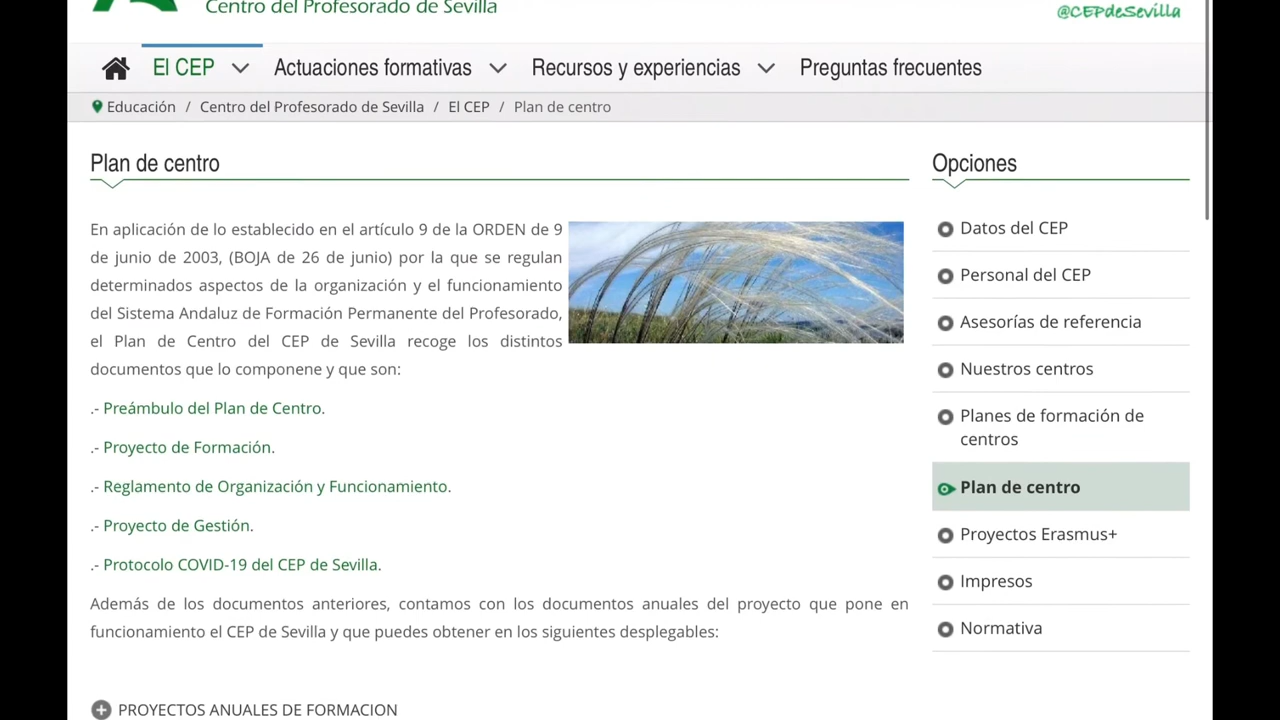 Centro del Profesorado de Sevilla
@CEPdeSevilla
El CEP
Actuaciones formativas
Recursos y experiencias
Preguntas frecuentes
Educación / Centro del Profesorado de Sevilla / El CEP / Plan de centro
Plan de centro
En aplicación de lo establecido en el artículo 9 de la ORDEN de 9
de junio de 2003, (BOJA de 26 de junio) por la que se regulan
determinados aspectos de la organización y el funcionamiento
del Sistema Andaluz de Formación Permanente del Profesorado,
el Plan de Centro del CEP de Sevilla recoge los distintos
documentos que lo componene y que son:
.- Preámbulo del Plan de Centro.
.- Proyecto de Formación.
.- Reglamento de Organización y Funcionamiento.
.- Proyecto de Gestión.
.- Protocolo COVID-19 del CEP de Sevilla.
Además de los documentos anteriores, contamos con los documentos anuales del proyecto que pone en
funcionamiento el CEP de Sevilla y que puedes obtener en los siguientes desplegables:
PROYECTOS ANUALES DE FORMACION
Opciones
Datos del CEP
Personal del CEP
Asesorías de referencia
Nuestros centros
Planes de formación de
centros
Plan de centro
Proyectos Erasmus+
Impresos
Normativa